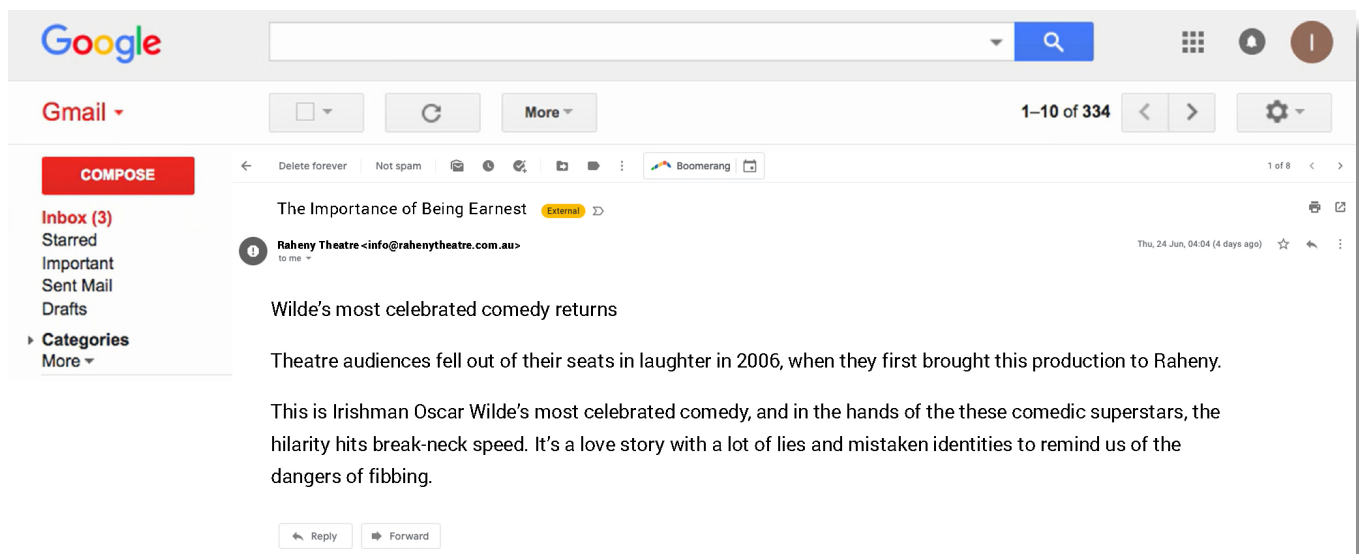 Google
I
Gmail
More
1–10 of 334
COMPOSE
Delete forever
Not spam
Boomerang
1 of 8
Inbox (3)
Starred
Important
Sent Mail
Drafts
Categories
More
The Importance of Being Earnest
External
Raheny Theatre <info@rahenytheatre.com.au>
Thu, 24 Jun, 04:04 (4 days ago)
to me
Wilde's most celebrated comedy returns
Theatre audiences fell out of their seats in laughter in 2006, when they first brought this production to Raheny.
This is Irishman Oscar Wilde's most celebrated comedy, and in the hands of the these comedic superstars, the
hilarity hits break-neck speed. It's a love story with a lot of lies and mistaken identities to remind us of the
dangers of fibbing.
Reply
Forward